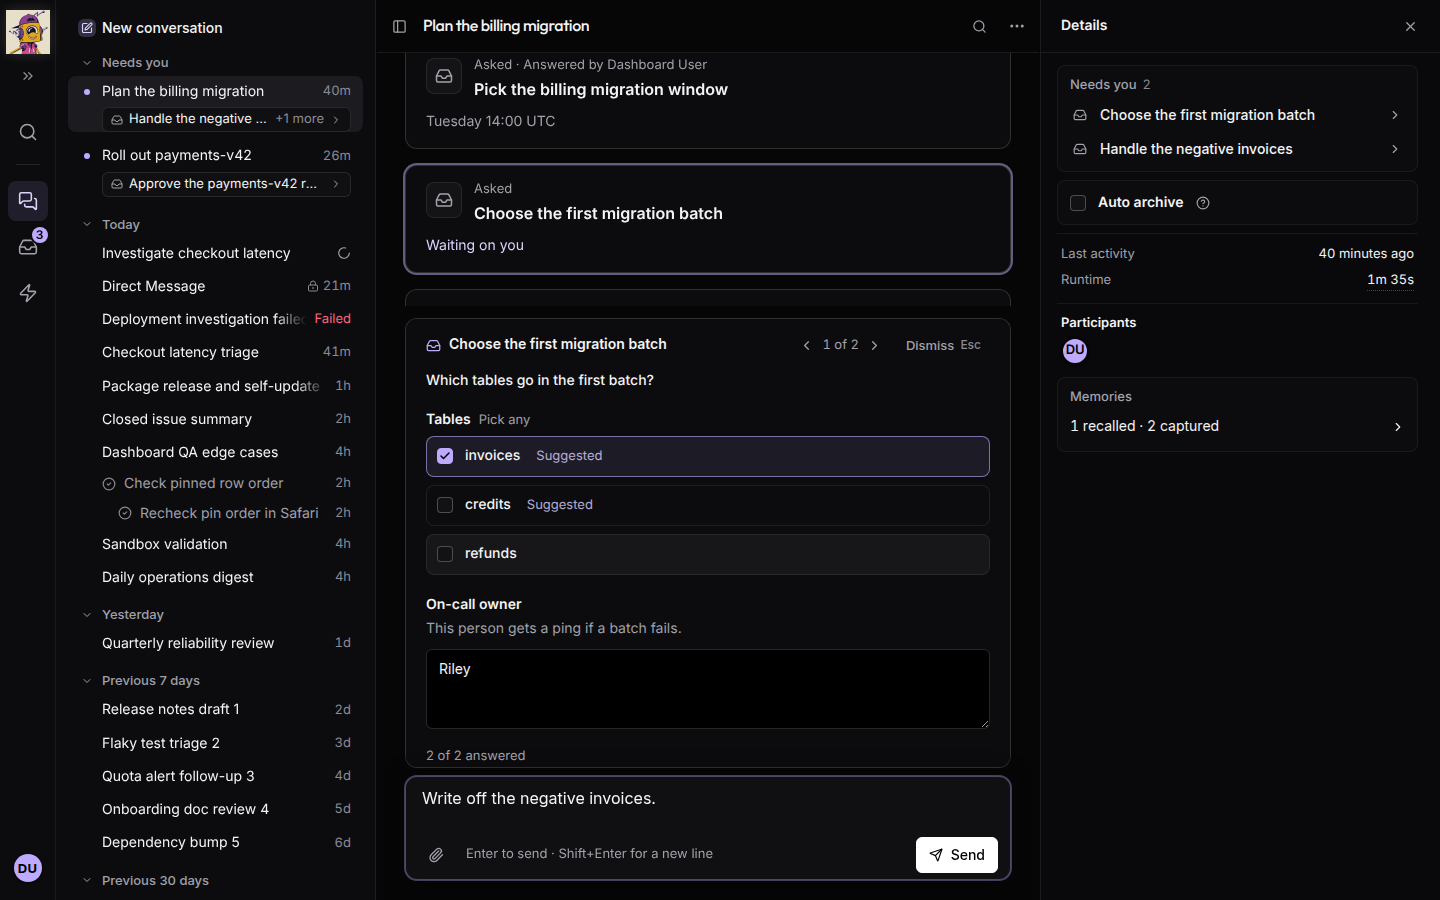 New conversation
Needs you
Plan the billing migration 40m
Handle the negative ... +1 more
Roll out payments-v42 26m
Approve the payments-v42 r...
Today
Investigate checkout latency
3
Direct Message 21m
Deployment investigation failed Failed
Checkout latency triage 41m
Package release and self-update 1h
Closed issue summary 2h
Dashboard QA edge cases 4h
Check pinned row order 2h
Recheck pin order in Safari 2h
Sandbox validation 4h
Daily operations digest 4h
Yesterday
Quarterly reliability review 1d
Previous 7 days
Release notes draft 1 2d
Flaky test triage 2 3d
Quota alert follow-up 3 4d
Onboarding doc review 4 5d
Dependency bump 5 6d
Previous 30 days
DU
Plan the billing migration
Asked · Answered by Dashboard User
Pick the billing migration window
Tuesday 14:00 UTC
Asked
Choose the first migration batch
Waiting on you
Choose the first migration batch 1 of 2 Dismiss Esc
Which tables go in the first batch?
Tables Pick any
invoices Suggested
credits Suggested
refunds
On-call owner
This person gets a ping if a batch fails.
Riley
2 of 2 answered
Write off the negative invoices.
Enter to send · Shift+Enter for a new line Send
Details
Needs you 2
Choose the first migration batch
Handle the negative invoices
Auto archive
Last activity 40 minutes ago
Runtime 1m 35s
Participants
DU
Memories
1 recalled · 2 captured